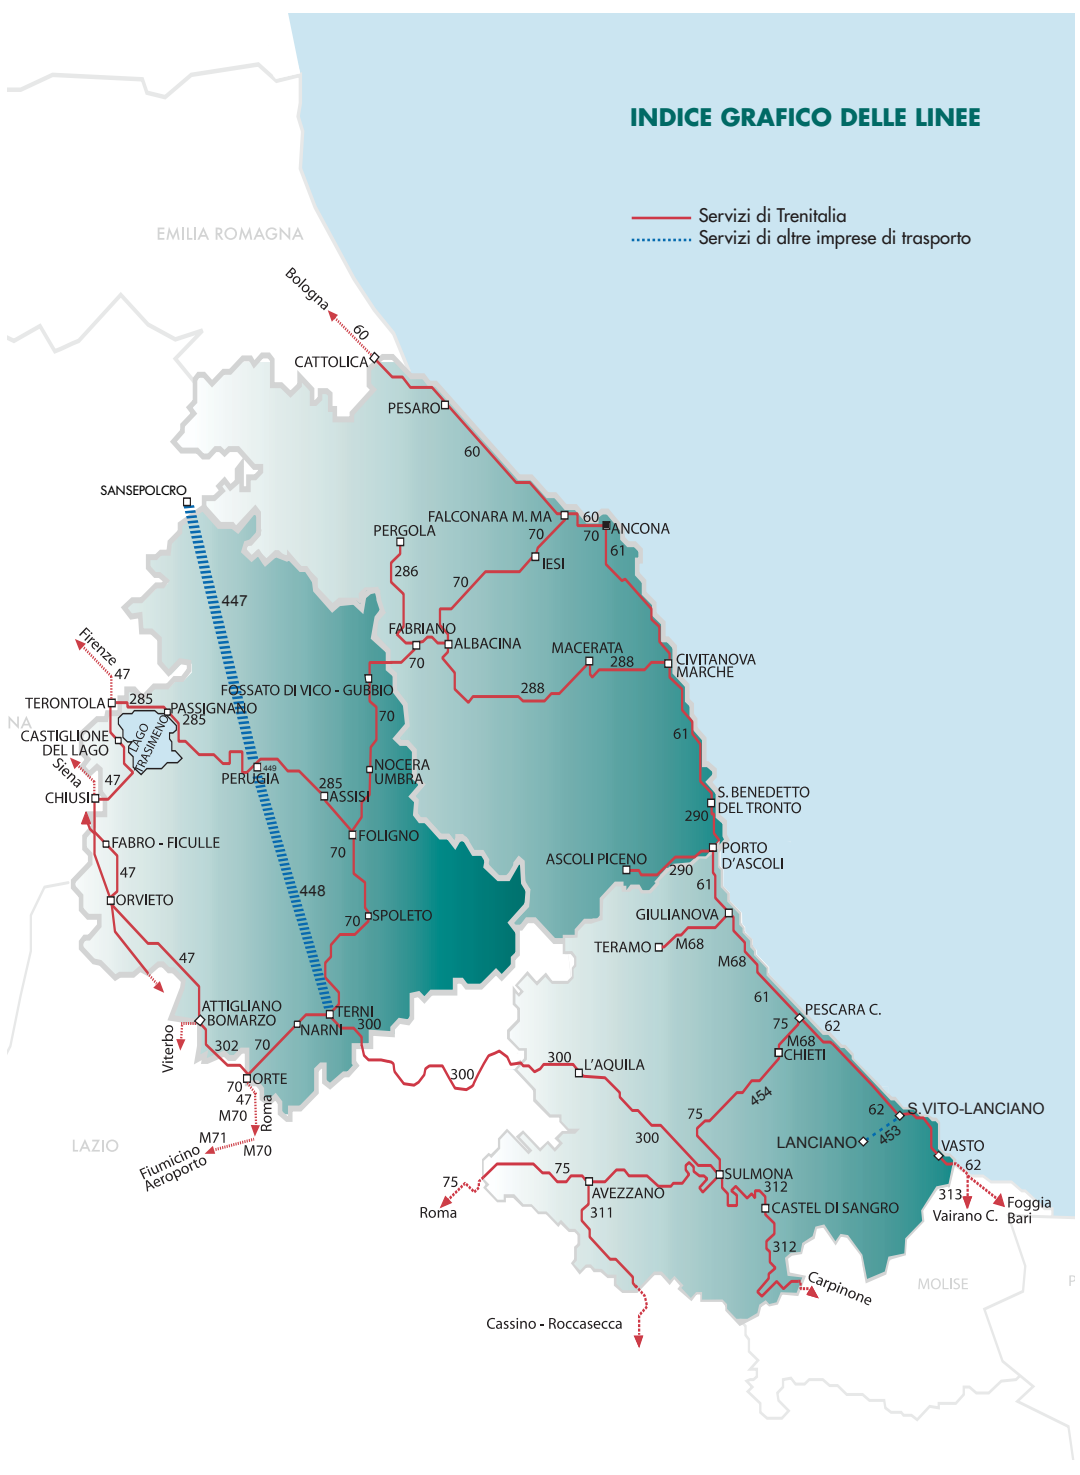 INDICE GRAFICO DELLE LINEE
Servizi di Trenitalia
Servizi di altre imprese di trasporto
EMILIA ROMAGNA
Bologna
60
CATTOLICA
PESARO
60
SANSEPOLCRO
FALCONARA M. MA
60
70
ANCONA
PERGOLA
70
IESI
61
286
70
447
FABRIANO
ALBACINA
MACERATA
288
CIVITANOVA
MARCHE
70
Firenze
47
FOSSATO DI VICO - GUBBIO
288
TERONTOLA
285
PASSIGNANO
285
70
NA
CASTIGLIONE
DEL LAGO
LAGO
TRASIMENO
61
Siena
47
449
PERUGIA
NOCERA
UMBRA
CHIUSI
285
ASSISI
S. BENEDETTO
DEL TRONTO
290
FABRO - FICULLE
FOLIGNO
70
PORTO
D'ASCOLI
ASCOLI PICENO
290
47
448
61
ORVIETO
70
SPOLETO
GIULIANOVA
TERAMO
M68
M68
47
61
ATTIGLIANO
BOMARZO
TERNI
NARNI
300
PESCARA C.
75
62
M68
CHIETI
Viterbo
302
70
300
300
L'AQUILA
ORTE
70
47
M70
Roma
454
75
62
S.VITO-LANCIANO
300
LANCIANO
453
M71
M70
Fiumicino
Aeroporto
LAZIO
VASTO
62
75
75
AVEZZANO
SULMONA
312
313
Roma
311
CASTEL DI SANGRO
Vairano C.
Foggia
Bari
312
Carpinone
MOLISE
P
Cassino - Roccasecca